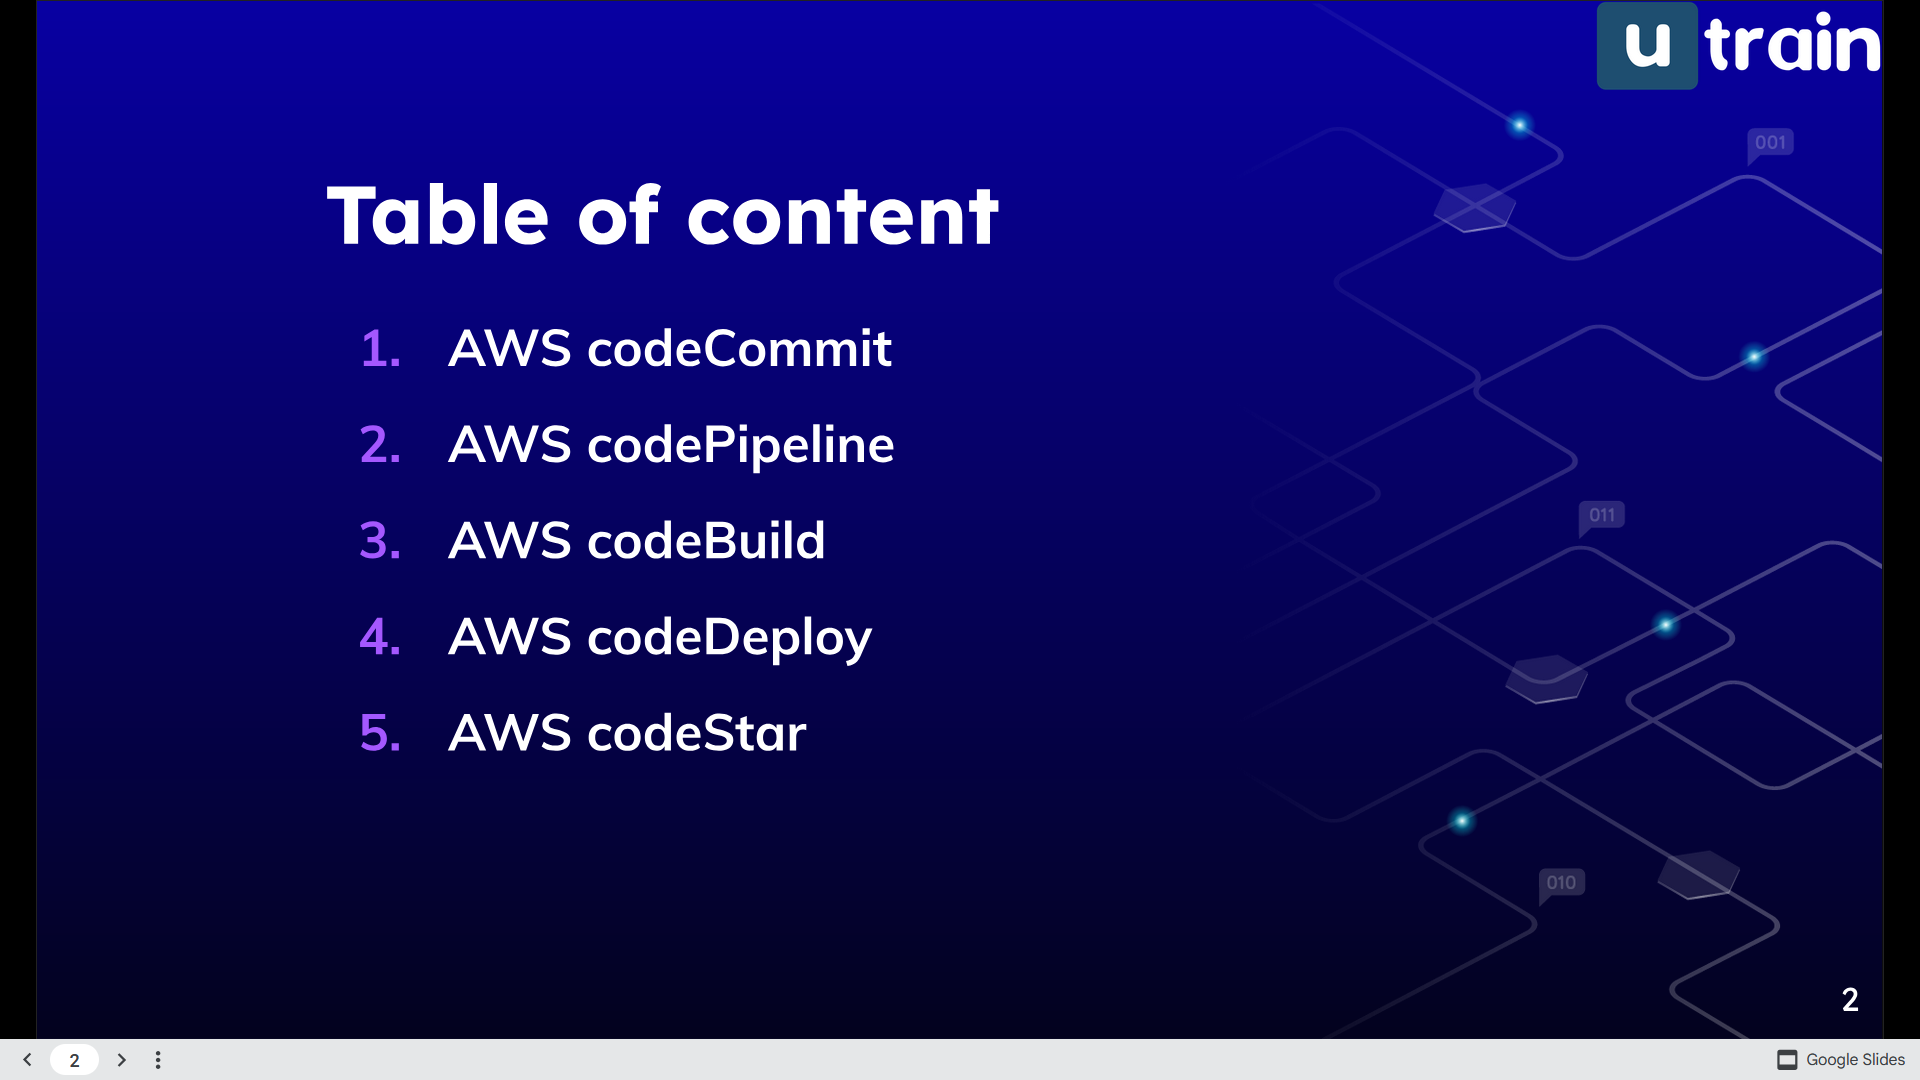 u train
001
Table of content
1. AWS codeCommit
2. AWS codePipeline
3. AWS codeBuild
011
4. AWS codeDeploy
5. AWS codeStar
010
2
2
Google Slides